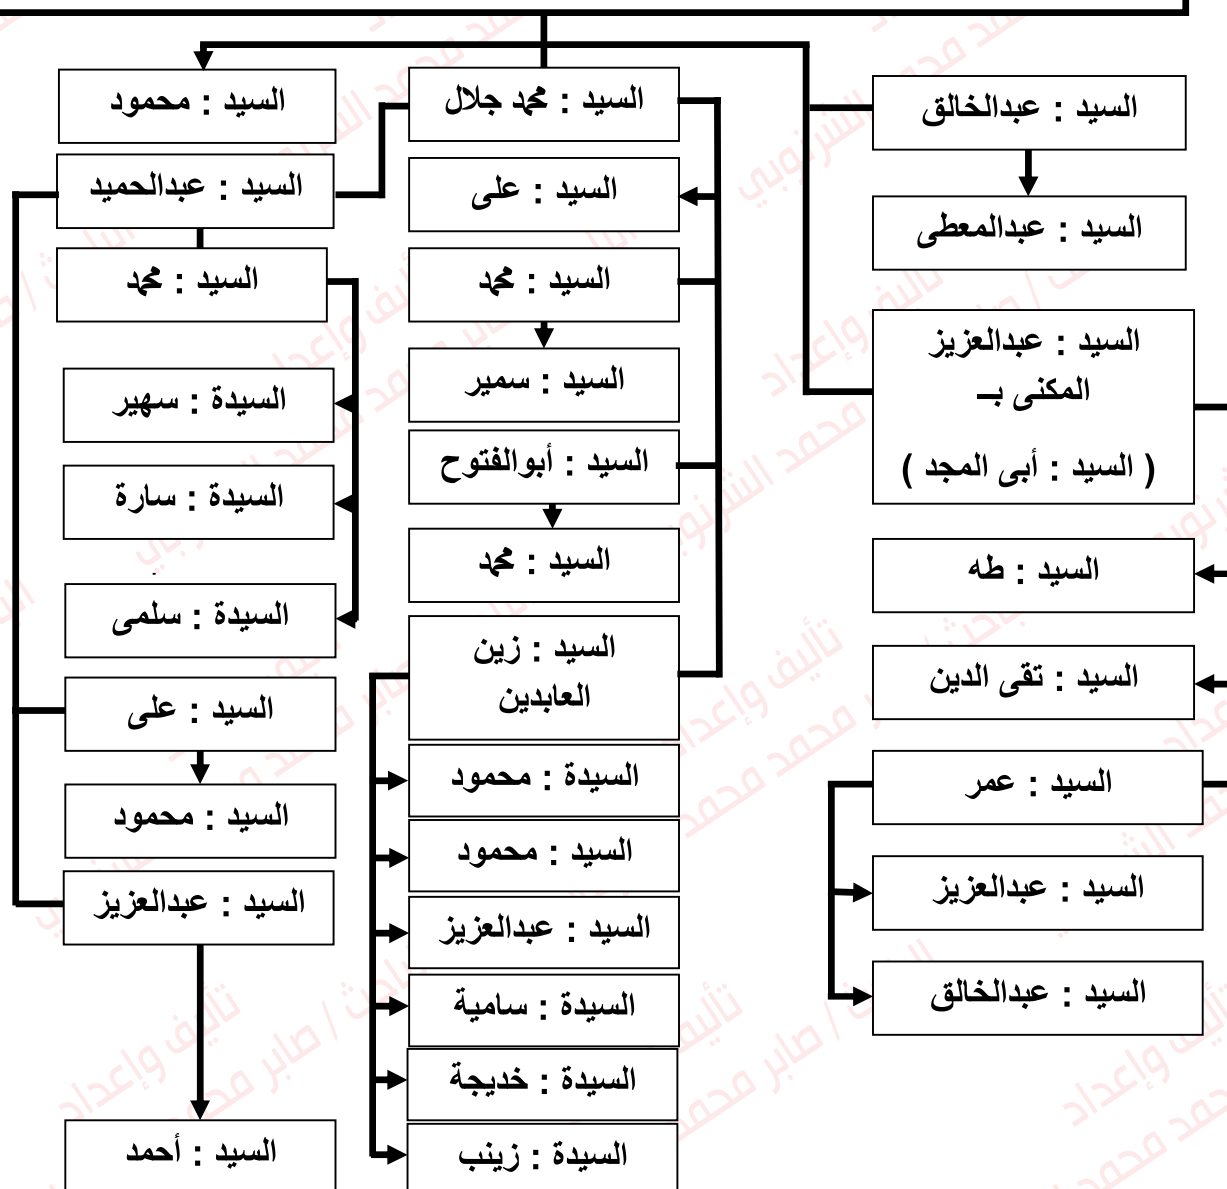 السيد : عبدالخالق
السيد : عبدالمعطى
السيد : عبدالعزيز
المكنى بـ
( السيد : أبى المجد )
السيد : طه
السيد : تقى الدين
السيد : عمر
السيد : عبدالعزيز
السيد : عبدالخالق
السيد : محمد جلال
السيد : على
السيد : محمد
السيد : سمير
السيد : أبوالفتوح
السيد : محمد
السيد : زين
العابدين
السيدة : محمود
السيد : محمود
السيد : عبدالعزيز
السيدة : سامية
السيدة : خديجة
السيدة : زينب
السيد : محمود
السيد : عبدالحميد
السيد : محمد
السيدة : سهير
السيدة : سارة
السيدة : سلمى
السيد : على
السيد : محمود
السيد : عبدالعزيز
السيد : أحمد
تأليف وإعداد